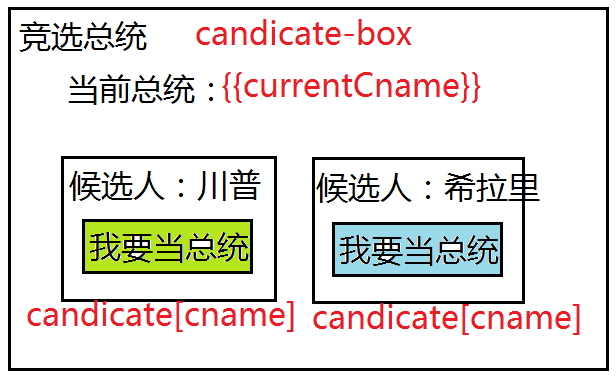 竞选总统 candicate-box
当前总统：{{currentCname}}
候选人：川普 候选人：希拉里
我要当总统 我要当总统
candicate[cname] candicate[cname]